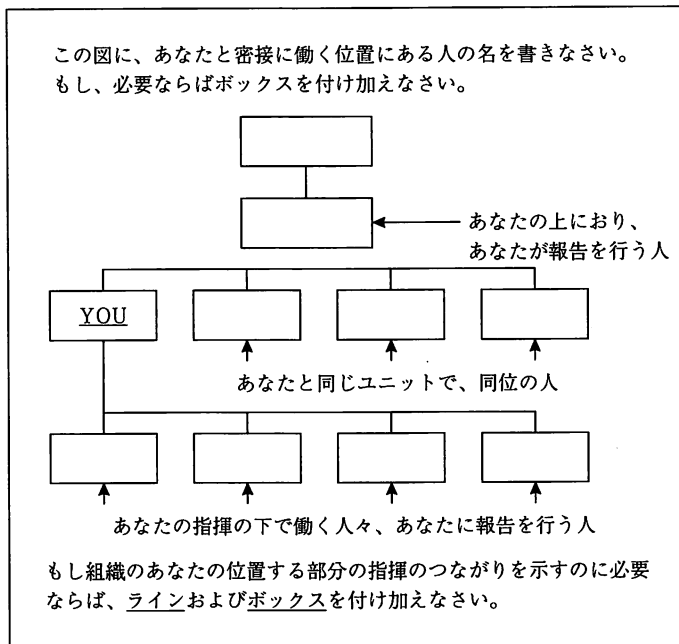 この図に、あなたと密接に働く位置にある人の名を書きなさい。
もし、必要ならばボックスを付け加えなさい。
あなたの上におり、
あなたが報告を行う人
YOU
あなたと同じユニットで、同位の人
あなたの指揮の下で働く人々、あなたに報告を行う人
もし組織のあなたの位置する部分の指揮のつながりを示すのに必要
ならば、ラインおよびボックスを付け加えなさい。